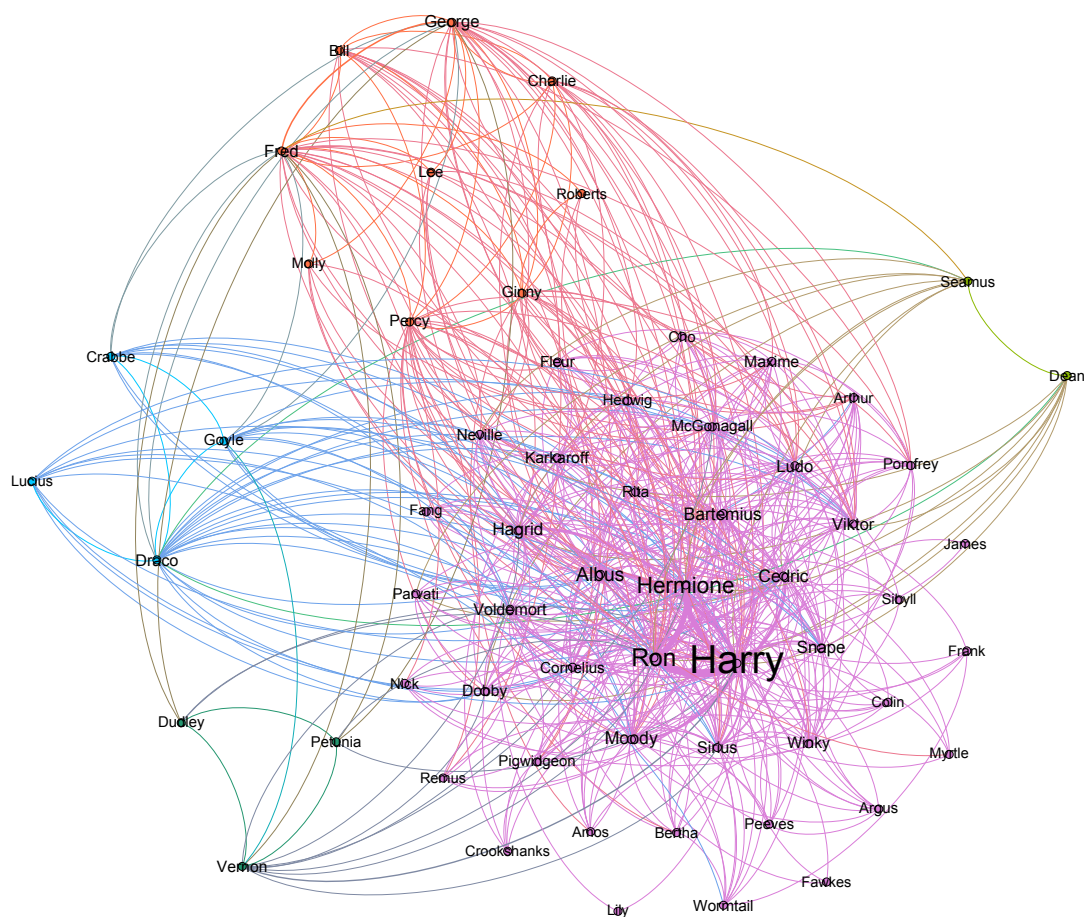 George
Bill
Charlie
Fred
Lee
Roberts
Molly
Seamus
Ginny
Percy
Cho
Crabbe
Fleur
Maxime
Dean
Hedwig
Arthur
McGonagall
Neville
Goyle
Karkaroff
Ludo
Pomfrey
Lucius
Rita
Fang
Bartemius
Viktor
Hagrid
James
Draco
Albus
Hermione
Cedric
Parvati
Voldemort
Sibyll
Ron
Harry
Snape
Frank
Cornelius
Nick
Dobby
Colin
Dudley
Petunia
Moody
Sirius
Winky
Myrtle
Pigwidgeon
Remus
Argus
Peeves
Amos
Bertha
Crookshanks
Vernon
Fawkes
Wormtail
Lily